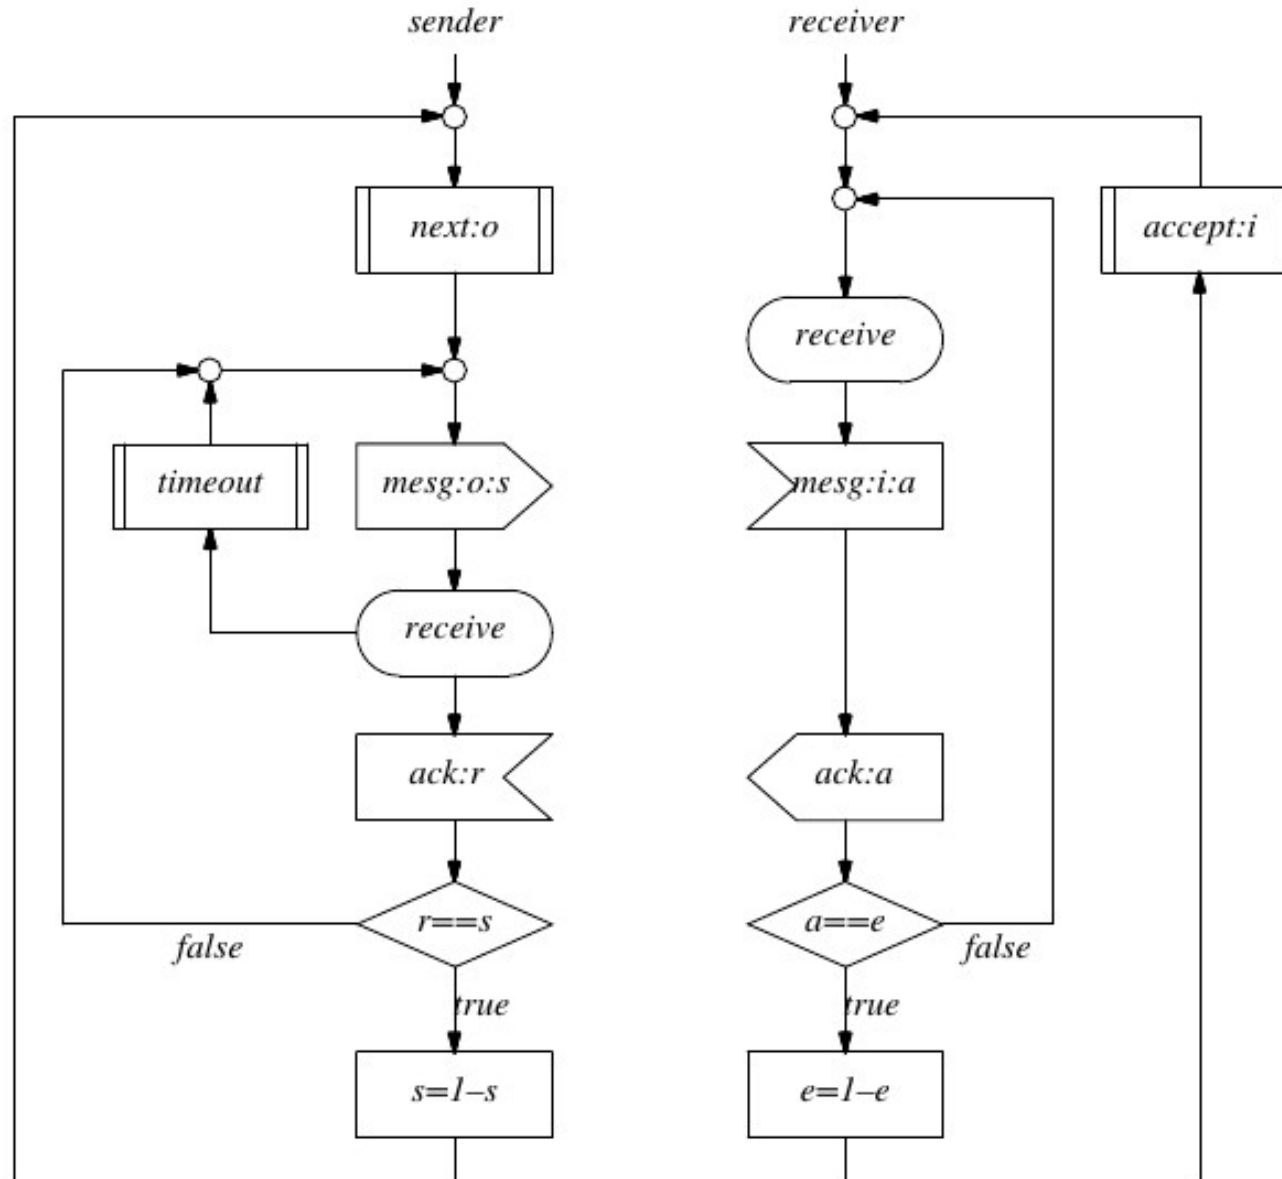 sender
receiver
next:o
accept:i
receive
timeout
mesg:o:s
mesg:i:a
receive
ack:r
ack:a
r==s
a==e
false
false
true
true
s=1–s
e=1–e